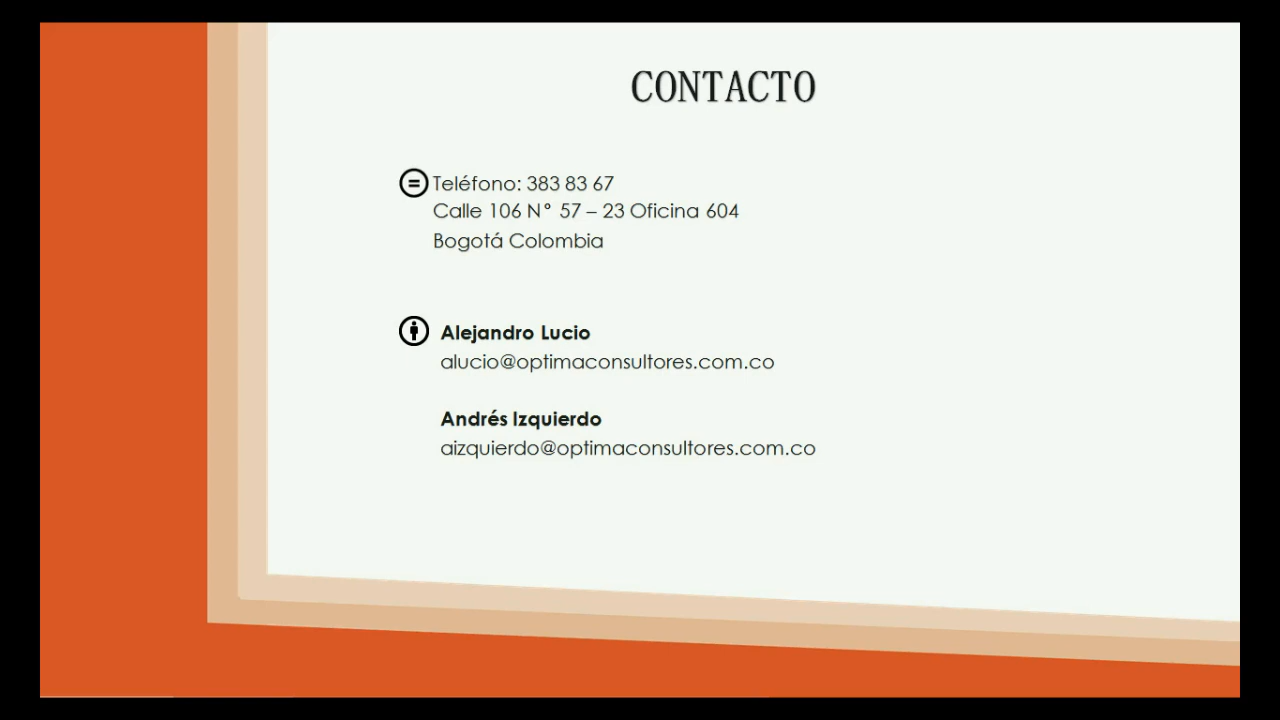 CONTACTO
Teléfono: 383 83 67
Calle 106 N° 57 – 23 Oficina 604
Bogotá Colombia
Alejandro Lucio
alucio@optimaconsultores.com.co
Andrés Izquierdo
aizquierdo@optimaconsultores.com.co